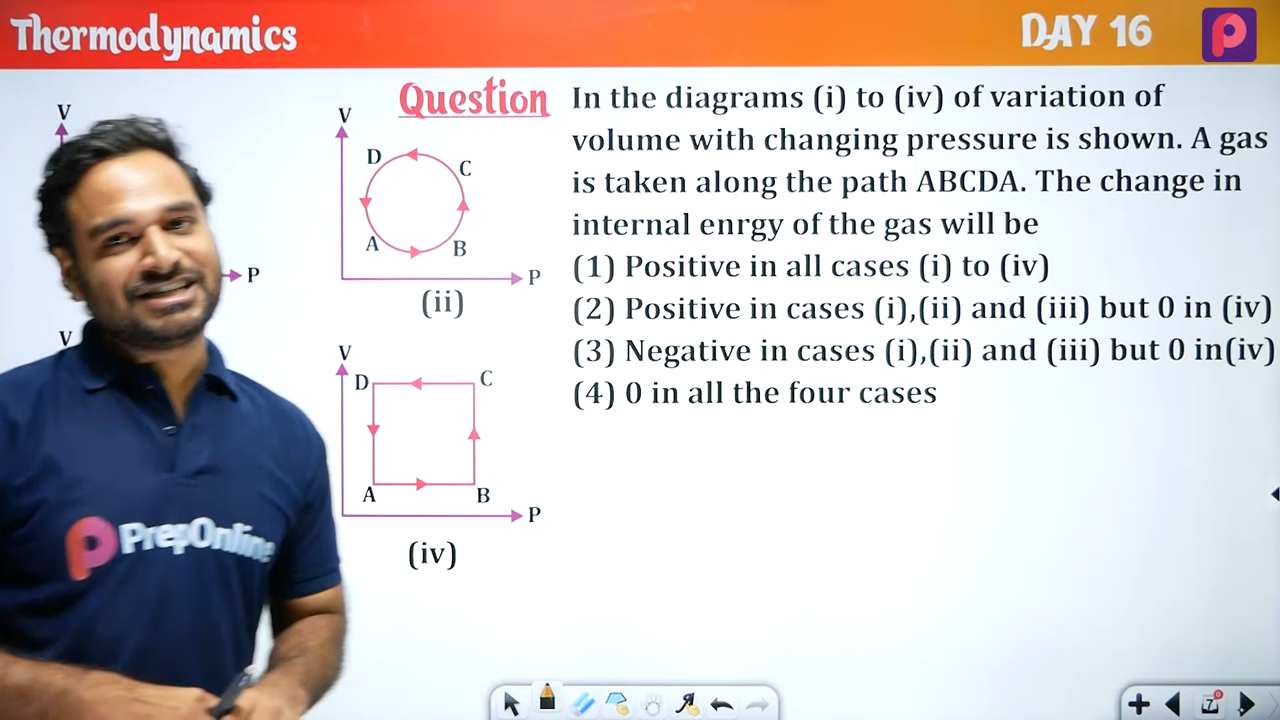 Thermodynamics
DAY 16
Question
In the diagrams (i) to (iv) of variation of
volume with changing pressure is shown. A gas
is taken along the path ABCDA. The change in
internal enrgy of the gas will be
(1) Positive in all cases (i) to (iv)
(2) Positive in cases (i),(ii) and (iii) but 0 in (iv)
(3) Negative in cases (i),(ii) and (iii) but 0 in(iv)
(4) 0 in all the four cases
V
P
V
D
C
A
B
P
(ii)
V
V
D
C
A
B
P
(iv)
PrepOnline
7